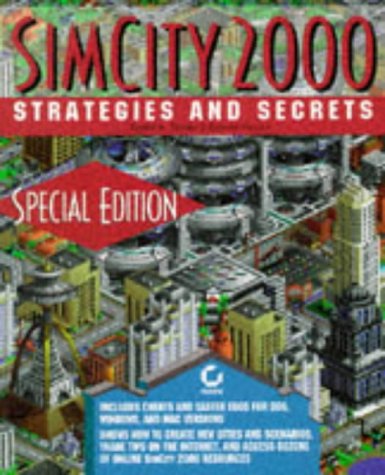 SIMCITY 2000
STRATEGIES AND SECRETS
SPECIAL EDITION
INCLUDES CHEATS AND EASTER EGGS FOR DOS,
WINDOWS, AND MAC VERSIONS
SHOWS HOW TO CREATE NEW CITIES AND SCENARIOS,
TRADE TIPS ON THE INTERNET, AND ACCESS DOZENS
OF ONLINE SIMCITY 2000 RESOURCES